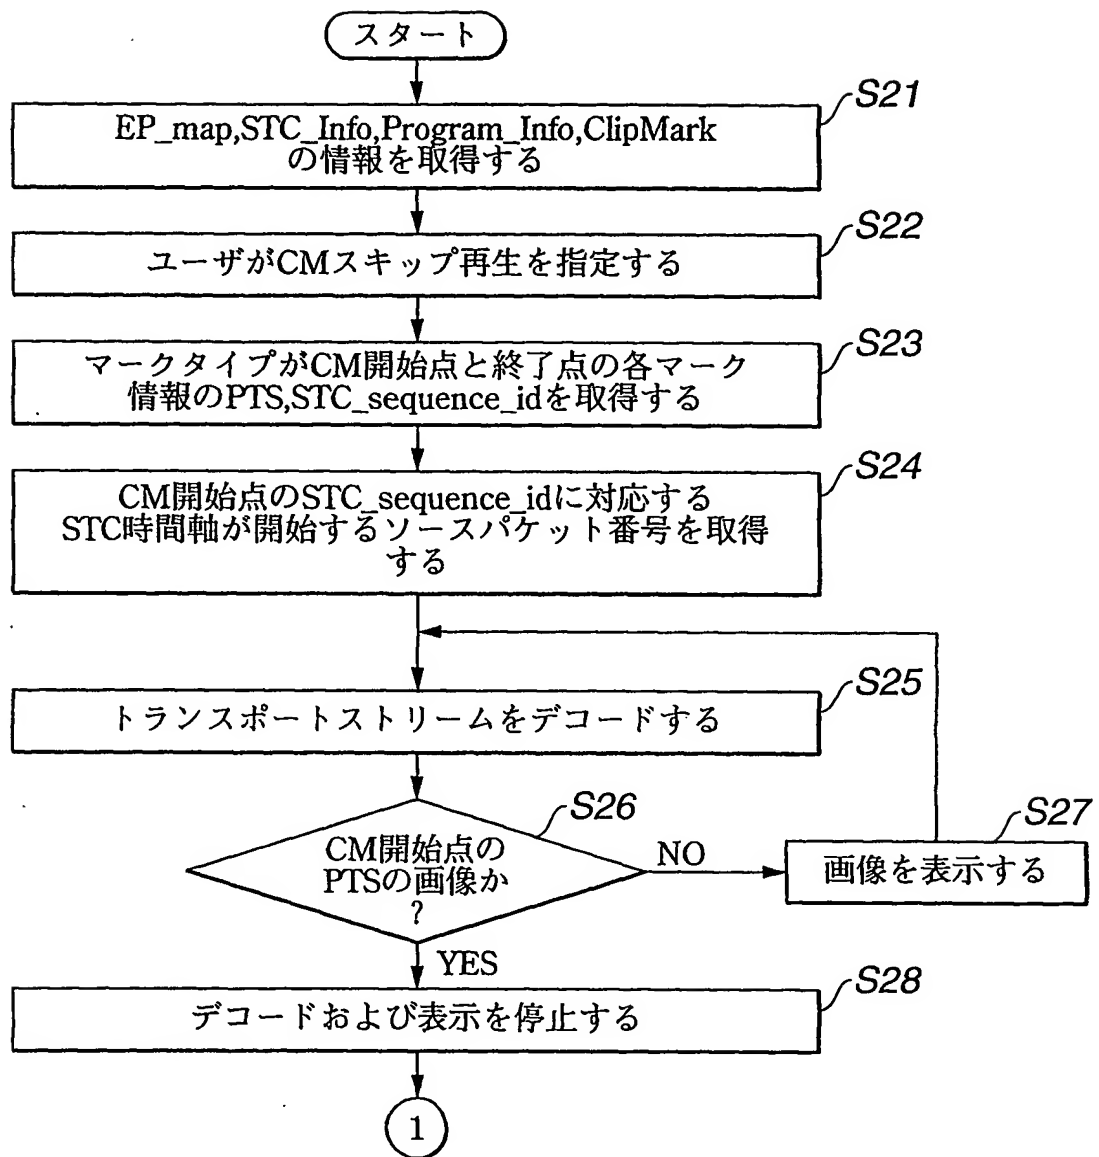 スタート
S21
EP_map,STC_Info,Program_Info,ClipMark
の情報を取得する
S22
ユーザがCMスキップ再生を指定する
S23
マークタイプがCM開始点と終了点の各マーク
情報のPTS,STC_sequence_idを取得する
S24
CM開始点のSTC_sequence_idに対応する
STC時間軸が開始するソースパケット番号を取得
する
S25
トランスポートストリームをデコードする
S26
CM開始点の
PTSの画像か
?
NO
S27
画像を表示する
YES
S28
デコードおよび表示を停止する
1